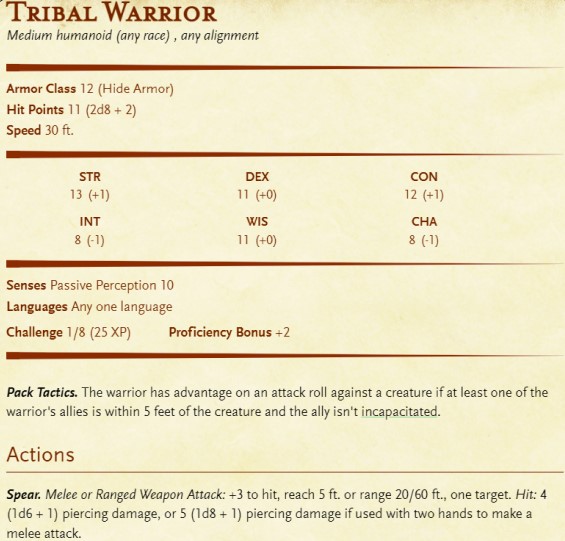 Tribal Warrior
Medium humanoid (any race) , any alignment
Armor Class 12 (Hide Armor)
Hit Points 11 (2d8 + 2)
Speed 30 ft.
STR DEX CON
13 (+1) 11 (+0) 12 (+1)
INT WIS CHA
8 (-1) 11 (+0) 8 (-1)
Senses Passive Perception 10
Languages Any one language
Challenge 1/8 (25 XP) Proficiency Bonus +2
Pack Tactics. The warrior has advantage on an attack roll against a creature if at least one of the
warrior's allies is within 5 feet of the creature and the ally isn't incapacitated.
Actions
Spear. Melee or Ranged Weapon Attack: +3 to hit, reach 5 ft. or range 20/60 ft., one target. Hit: 4
(1d6 + 1) piercing damage, or 5 (1d8 + 1) piercing damage if used with two hands to make a
melee attack.